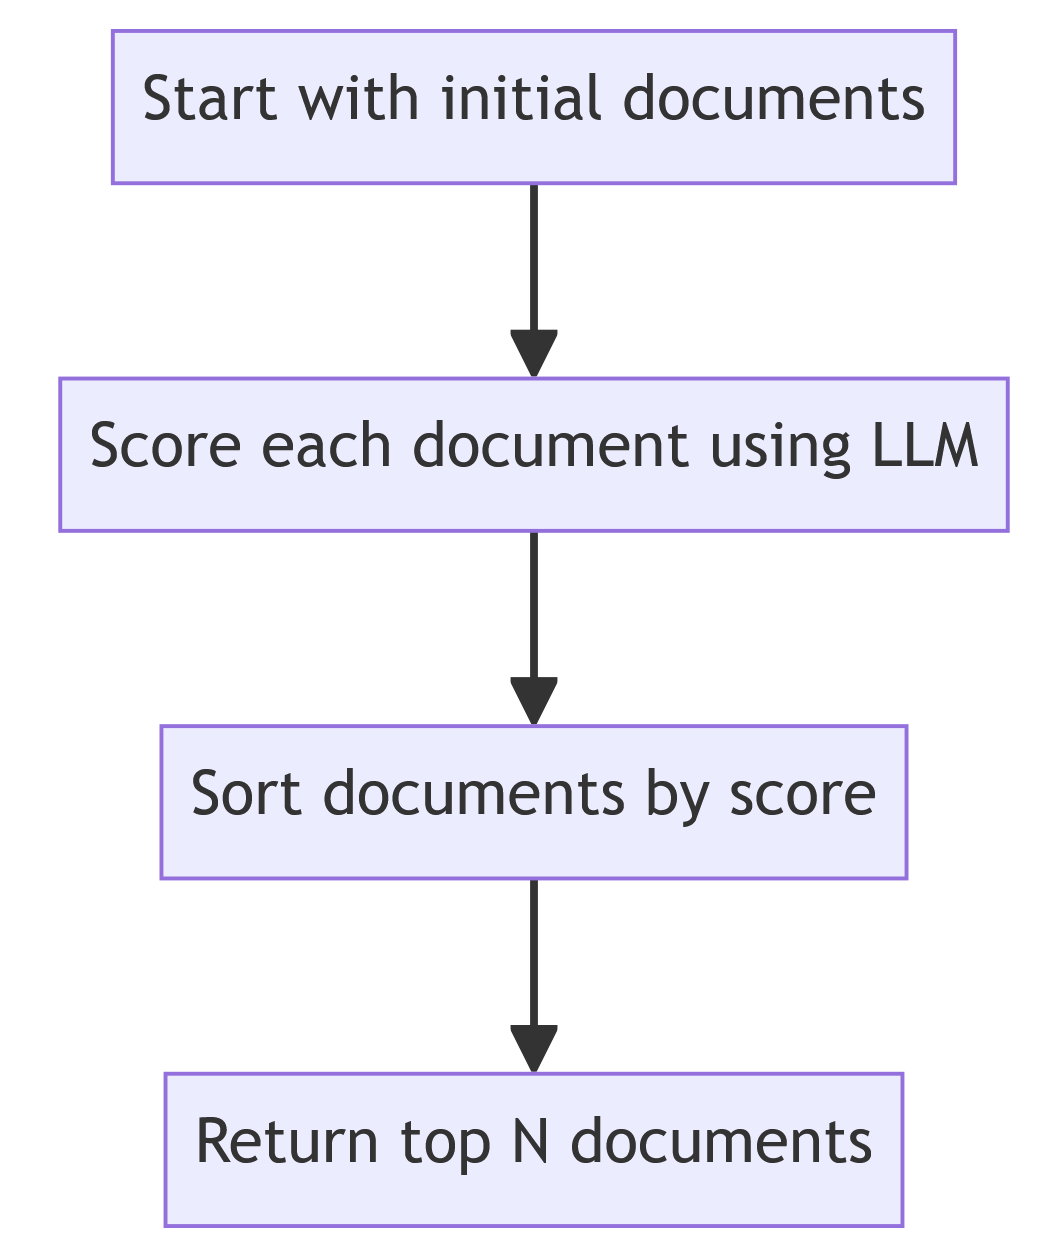 Start with initial documents
Score each document using LLM
Sort documents by score
Return top N documents